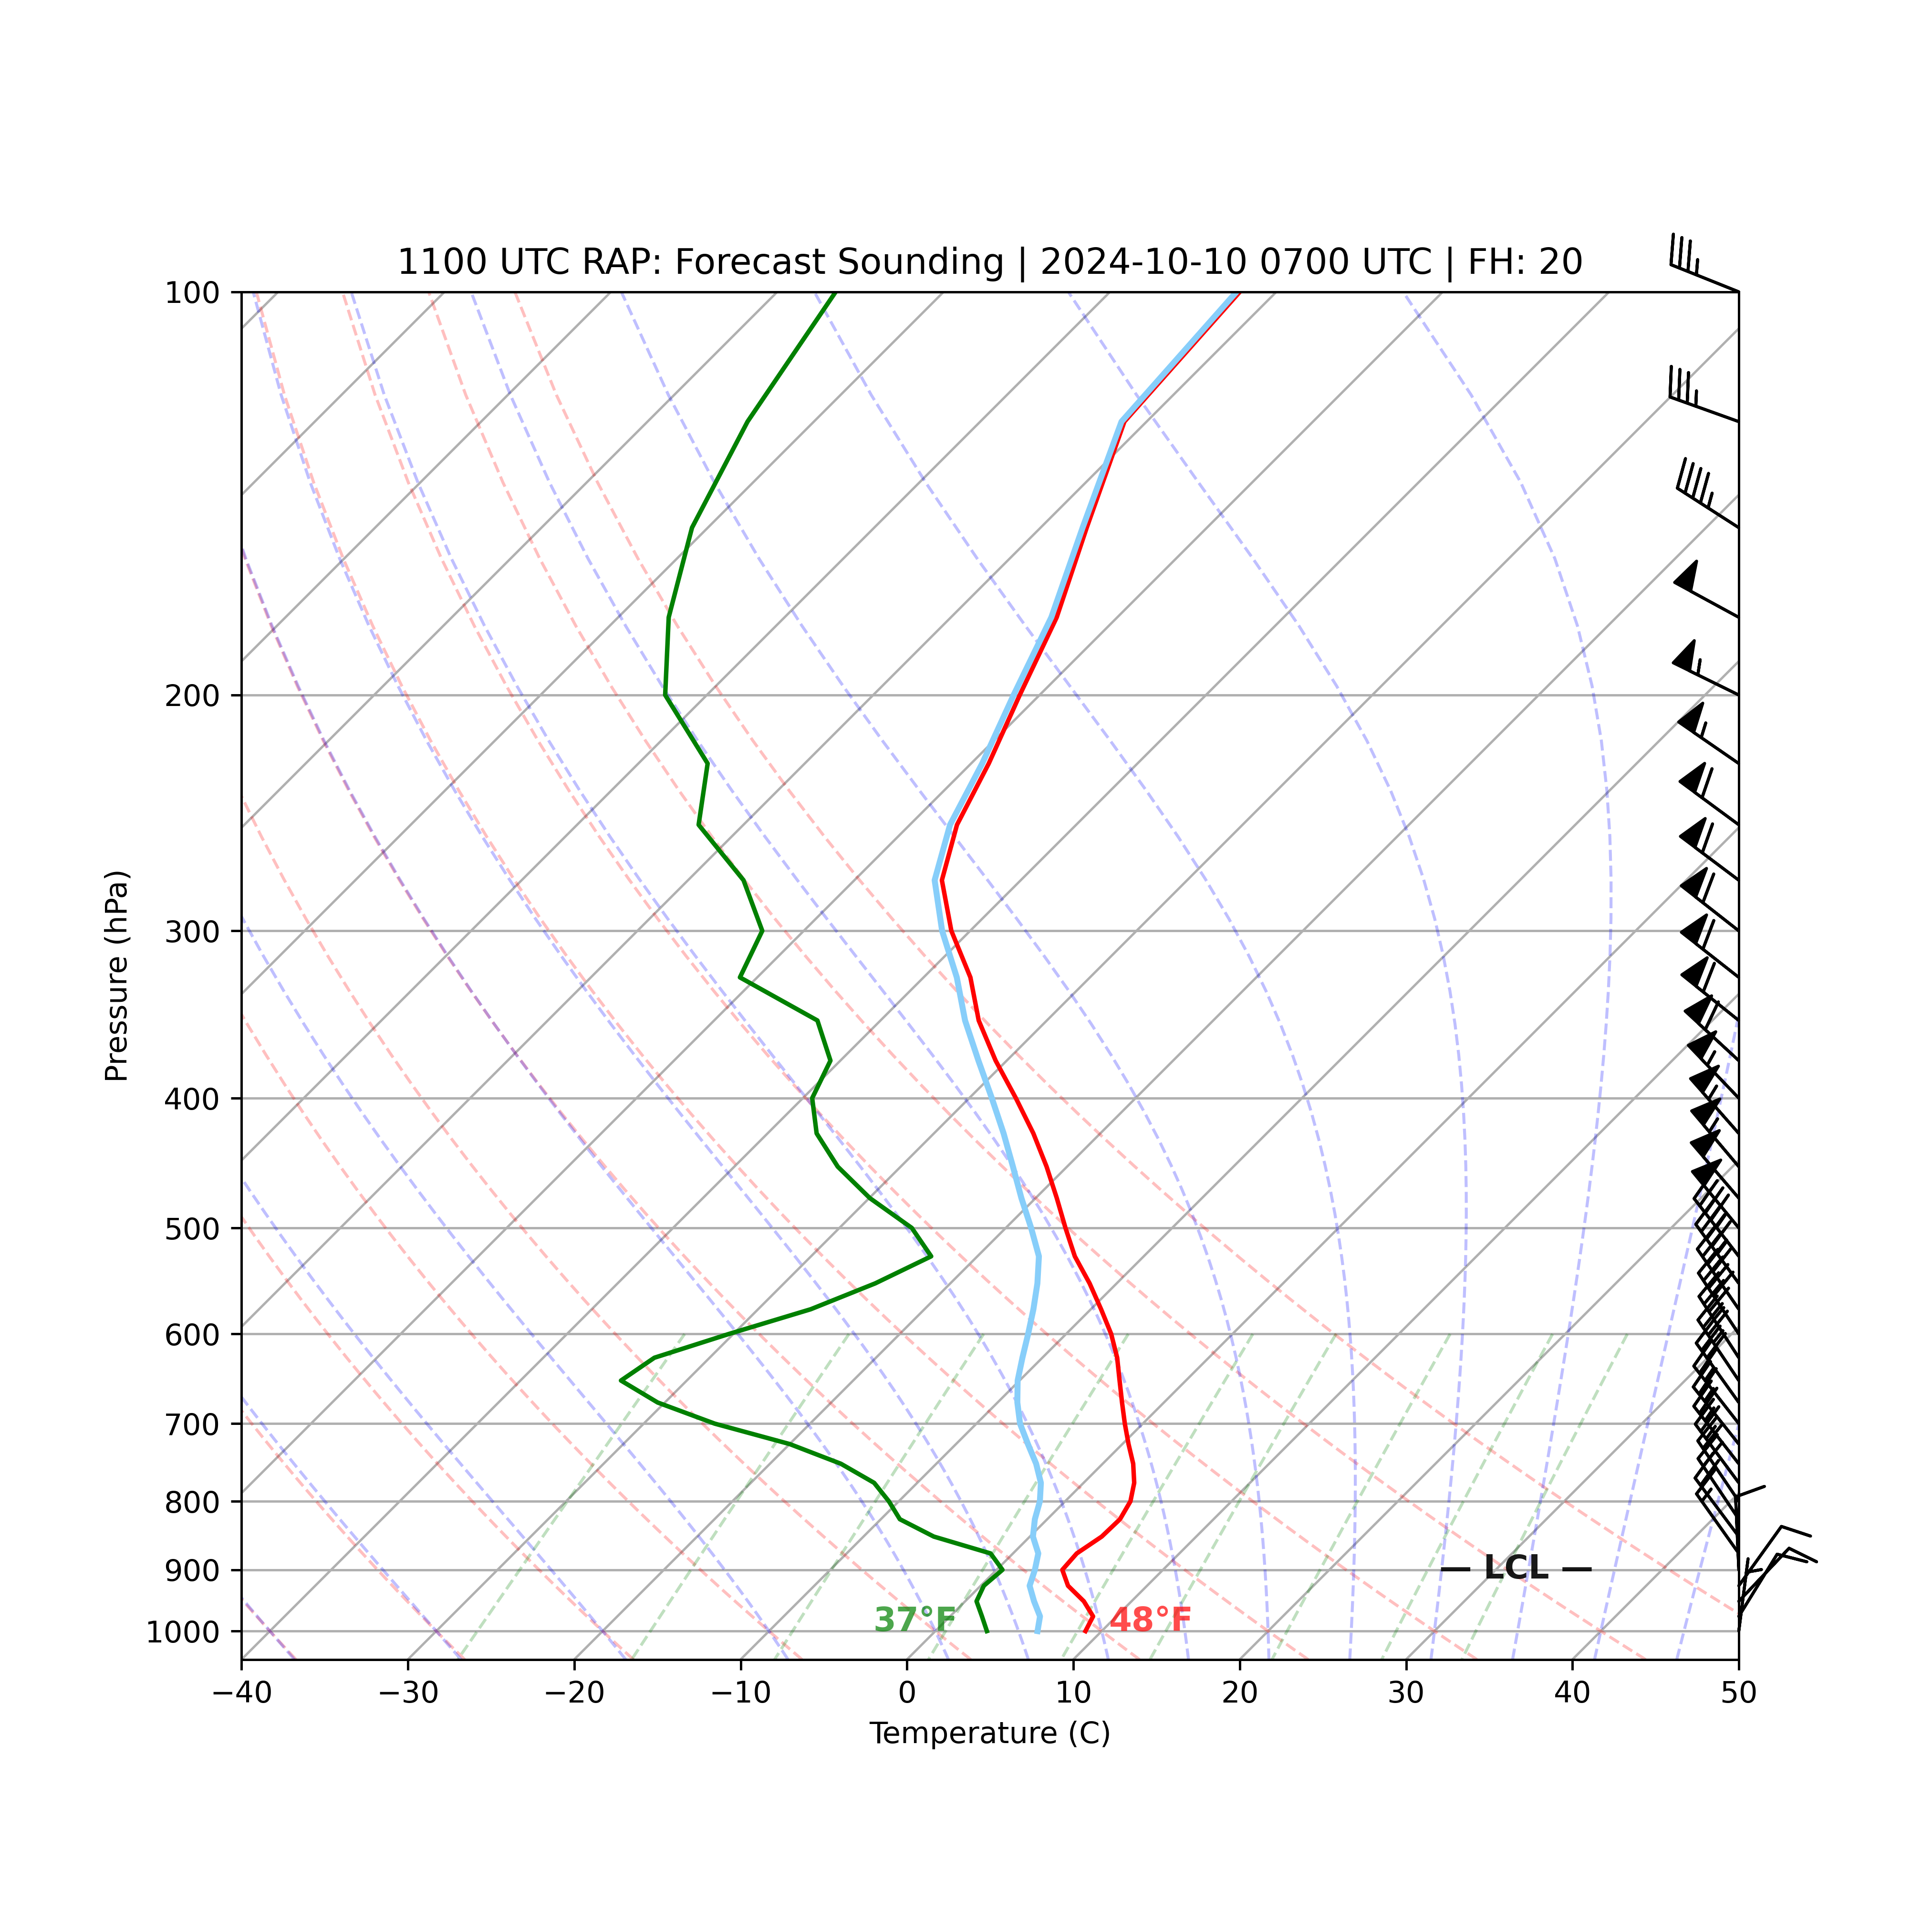 1100 UTC RAP: Forecast Sounding | 2024-10-10 0700 UTC | FH: 20
100
200
300
400
500
600
700
800
900
1000
Pressure (hPa)
— LCL —
37°F
48°F
−40 −30 −20 −10 0 10 20 30 40 50
Temperature (C)